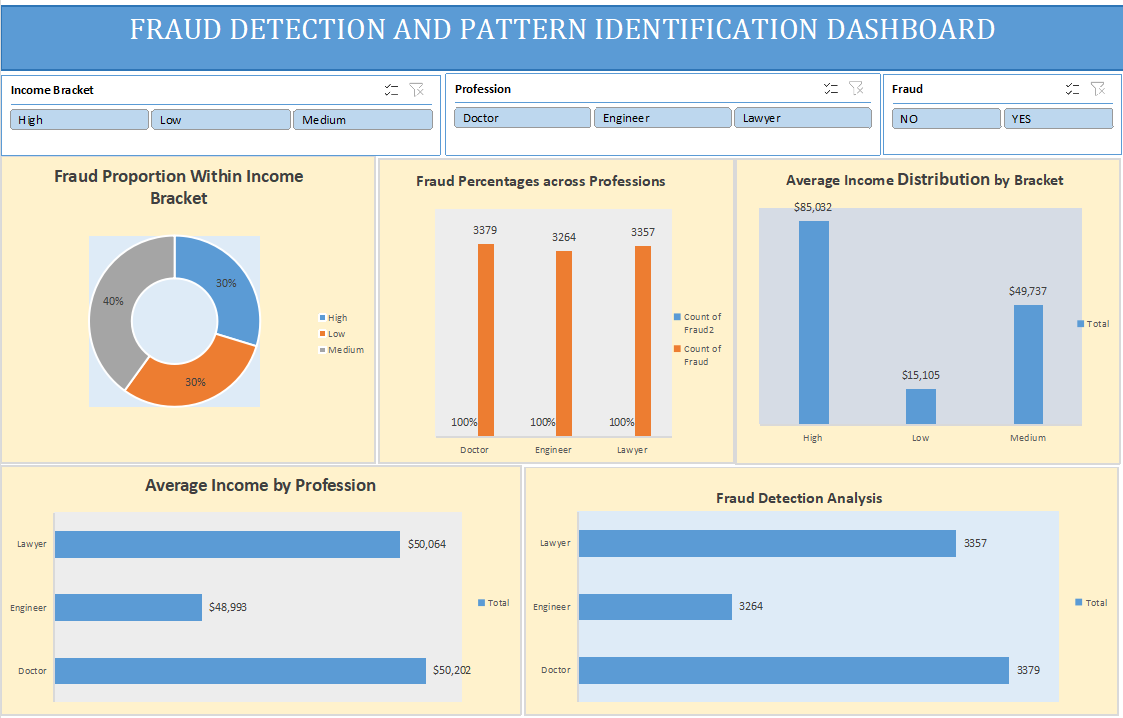 FRAUD DETECTION AND PATTERN IDENTIFICATION DASHBOARD
Income Bracket
High
Low
Medium
Profession
Doctor
Engineer
Lawyer
Fraud
NO
YES
Fraud Proportion Within Income
Bracket
30%
40%
30%
High
Low
Medium
Fraud Percentages across Professions
3379
3264
3357
100%
100%
100%
Doctor
Engineer
Lawyer
Count of
Fraud2
Count of
Fraud
Average Income Distribution by Bracket
$85,032
$49,737
$15,105
High
Low
Medium
Total
Average Income by Profession
Lawyer
$50,064
Engineer
$48,993
Doctor
$50,202
Total
Fraud Detection Analysis
Lawyer
3357
Engineer
3264
Doctor
3379
Total